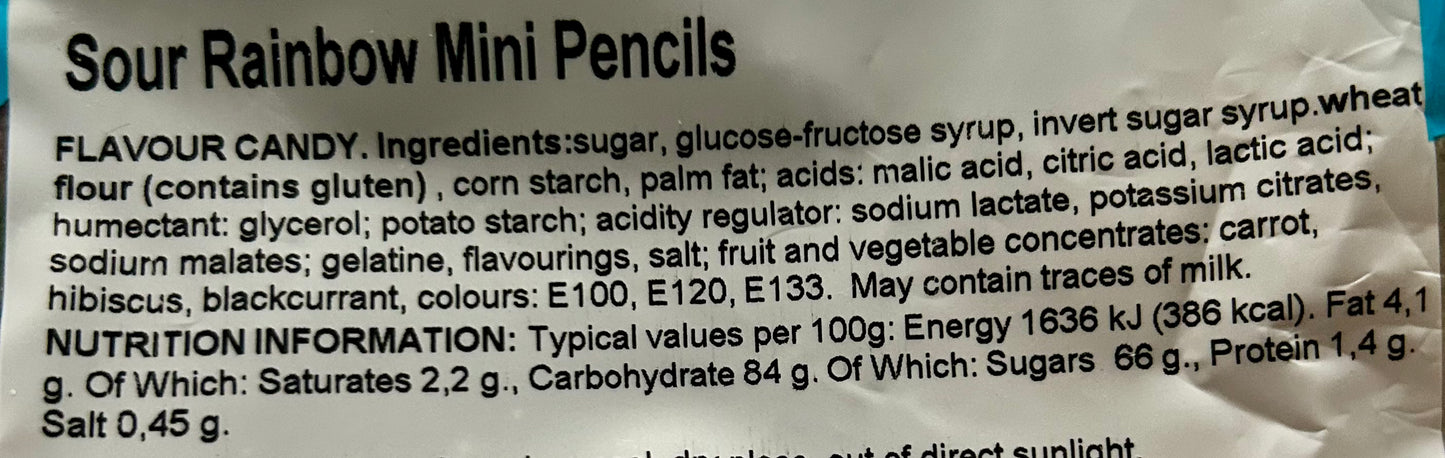 Sour Rainbow Mini Pencils
FLAVOUR CANDY. Ingredients:sugar, glucose-fructose syrup, invert sugar syrup.wheat
flour (contains gluten) , corn starch, palm fat; acids: malic acid, citric acid, lactic acid;
humectant: glycerol; potato starch; acidity regulator: sodium lactate, potassium citrates,
sodium malates; gelatine, flavourings, salt; fruit and vegetable concentrates: carrot,
hibiscus, blackcurrant, colours: E100, E120, E133. May contain traces of milk.
NUTRITION INFORMATION: Typical values per 100g: Energy 1636 kJ (386 kcal). Fat 4,1
g. Of Which: Saturates 2,2 g., Carbohydrate 84 g. Of Which: Sugars 66 g., Protein 1,4 g.
Salt 0,45 g.
out of direct sunlight.